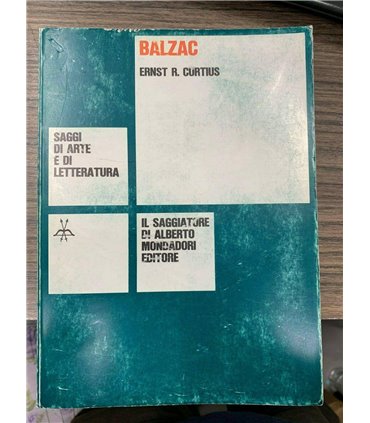 BALZAC
ERNST R. CURTIUS
SAGGI
DI ARTE
E DI
LETTERATURA
IL SAGGIATORE
DI ALBERTO
MONDADORI
EDITORE